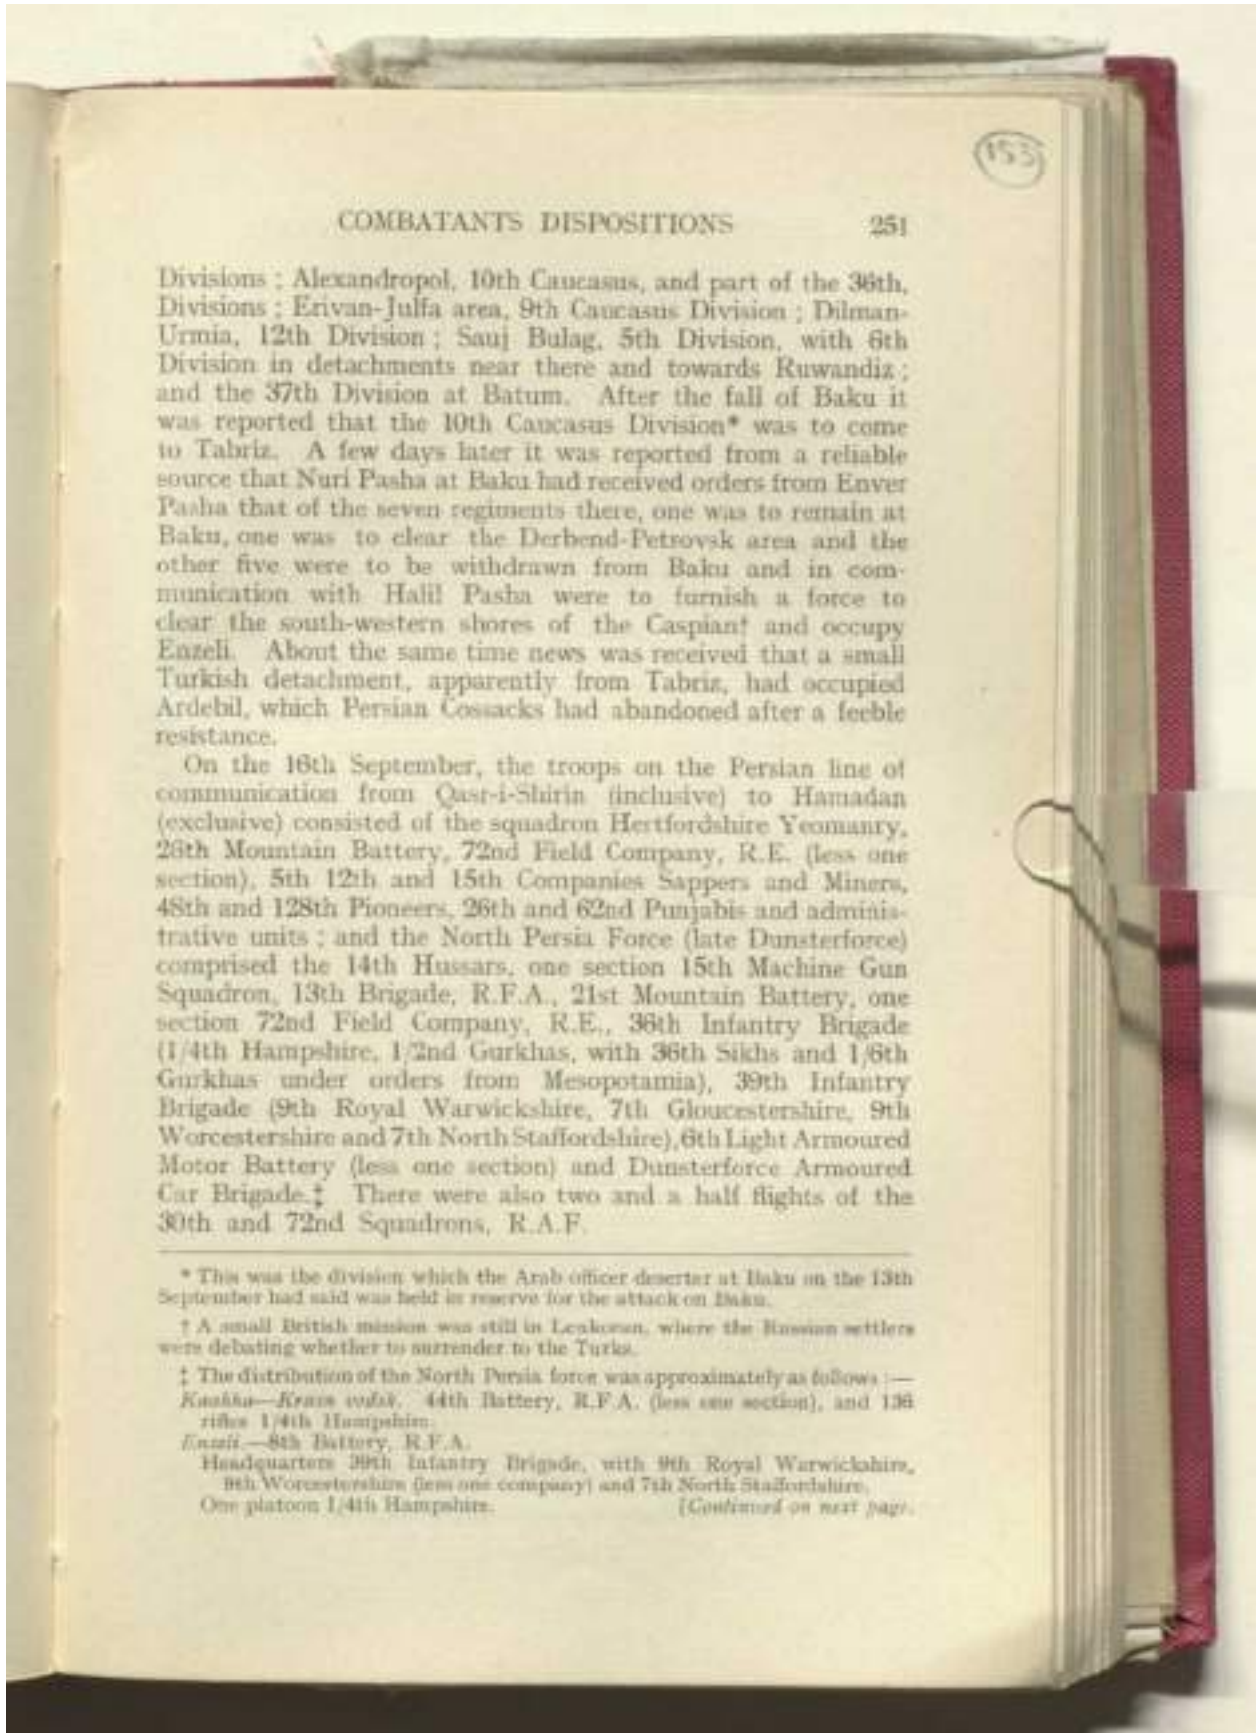 153
COMBATANTS DISPOSITIONS 251
Divisions ; Alexandropol, 10th Caucasus, and part of the 36th,
Divisions ; Erivan-Julfa area, 9th Caucasus Division ; Dilman-
Urmia, 12th Division ; Sauj Bulag, 5th Division, with 6th
Division in detachments near there and towards Ruwandiz ;
and the 37th Division at Batum. After the fall of Baku it
was reported that the 10th Caucasus Division* was to come
to Tabriz. A few days later it was reported from a reliable
source that Nuri Pasha at Baku had received orders from Enver
Pasha that of the seven regiments there, one was to remain at
Baku, one was to clear the Derbend-Petrovsk area and the
other five were to be withdrawn from Baku and in com-
munication with Halil Pasha were to furnish a force to
clear the south-western shores of the Caspian† and occupy
Enzeli. About the same time news was received that a small
Turkish detachment, apparently from Tabriz, had occupied
Ardebil, which Persian Cossacks had abandoned after a feeble
resistance.
On the 16th September, the troops on the Persian line of
communication from Qasr-i-Shirin (inclusive) to Hamadan
(exclusive) consisted of the squadron Hertfordshire Yeomanry,
26th Mountain Battery, 72nd Field Company, R.E. (less one
section), 5th 12th and 15th Companies Sappers and Miners,
48th and 128th Pioneers, 26th and 62nd Punjabis and adminis-
trative units ; and the North Persia Force (late Dunsterforce)
comprised the 14th Hussars, one section 15th Machine Gun
Squadron, 13th Brigade, R.F.A., 21st Mountain Battery, one
section 72nd Field Company, R.E., 36th Infantry Brigade
(1/4th Hampshire, 1/2nd Gurkhas, with 36th Sikhs and 1/6th
Gurkhas under orders from Mesopotamia), 39th Infantry
Brigade (9th Royal Warwickshire, 7th Gloucestershire, 9th
Worcestershire and 7th North Staffordshire), 6th Light Armoured
Motor Battery (less one section) and Dunsterforce Armoured
Car Brigade.‡ There were also two and a half flights of the
30th and 72nd Squadrons, R.A.F.
* This was the division which the Arab officer deserter at Baku on the 13th
September had said was held in reserve for the attack on Baku.
† A small British mission was still in Lenkoran, where the Russian settlers
were debating whether to surrender to the Turks.
‡ The distribution of the North Persia force was approximately as follows :—
Kushka—Krasnovodsk. 44th Battery, R.F.A. (less one section), and 136
rifles 1/4th Hampshire.
Enzeli.—8th Battery, R.F.A.
Headquarters 39th Infantry Brigade, with 9th Royal Warwickshire,
9th Worcestershire (less one company) and 7th North Staffordshire.
One platoon 1/4th Hampshire. [Continued on next page.